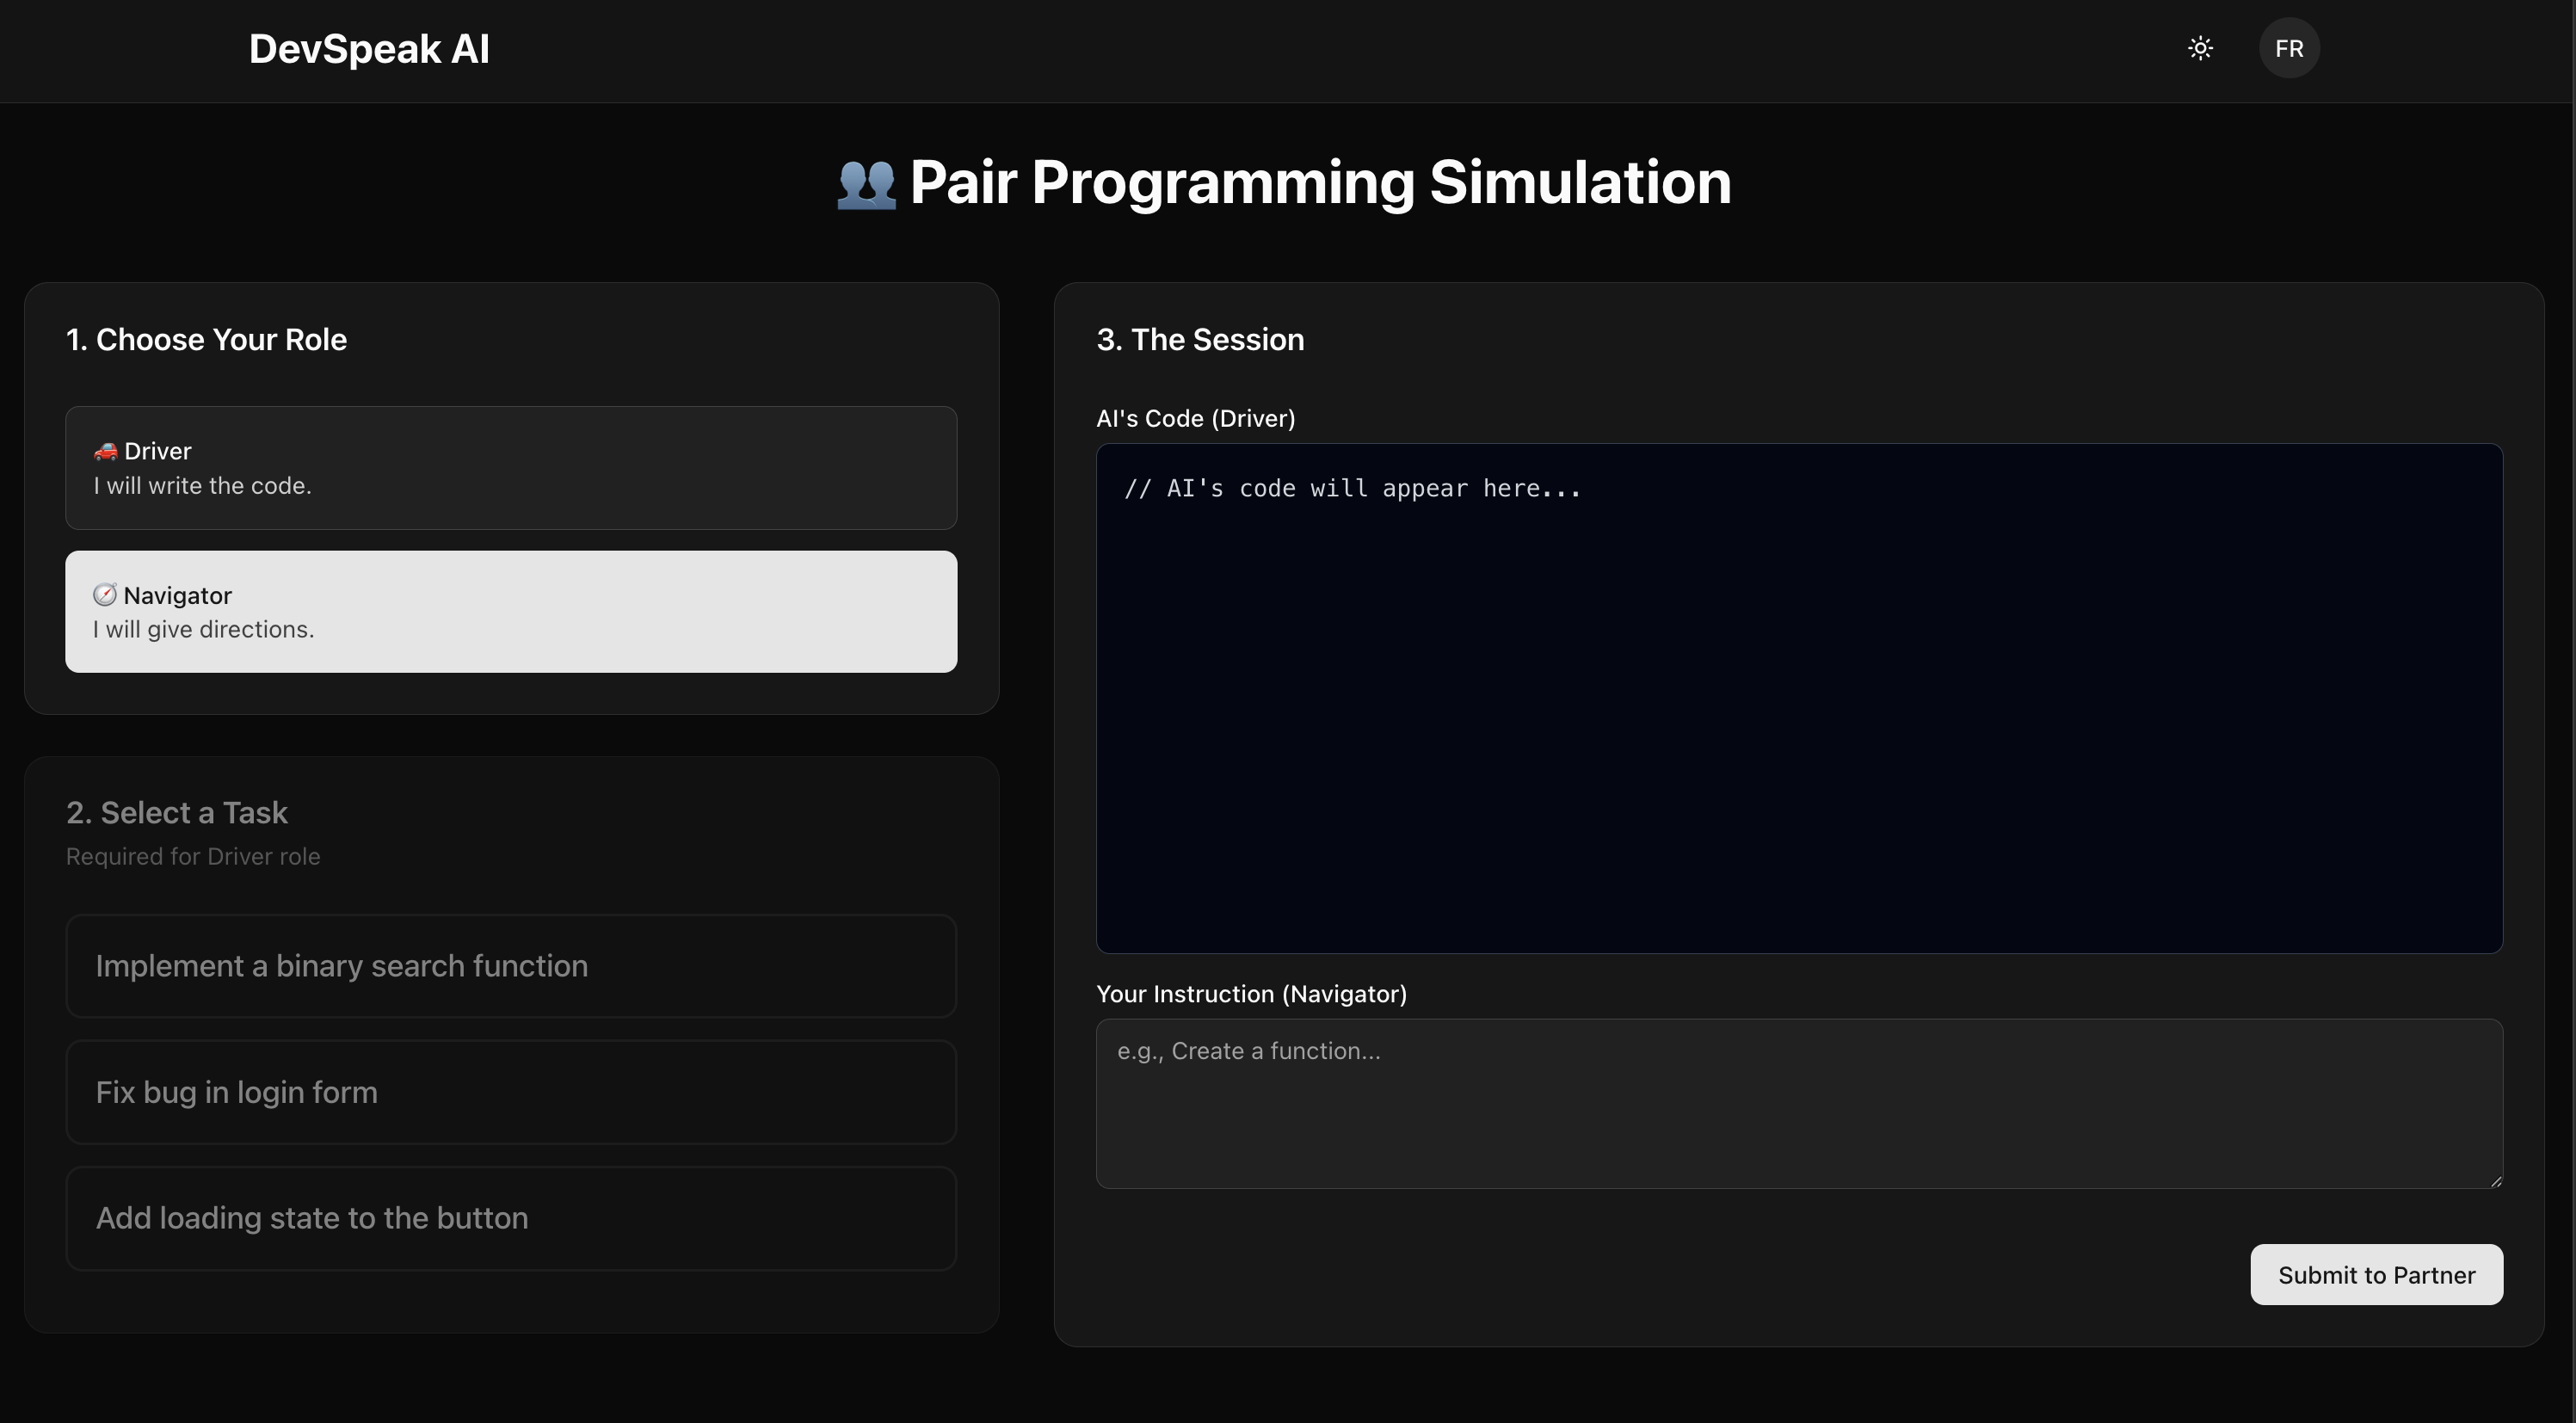 DevSpeak AI
FR
👥 Pair Programming Simulation
1. Choose Your Role
🚗 Driver
I will write the code.
🧭 Navigator
I will give directions.
2. Select a Task
Required for Driver role
Implement a binary search function
Fix bug in login form
Add loading state to the button
3. The Session
AI's Code (Driver)
// AI's code will appear here...
Your Instruction (Navigator)
e.g., Create a function...
Submit to Partner